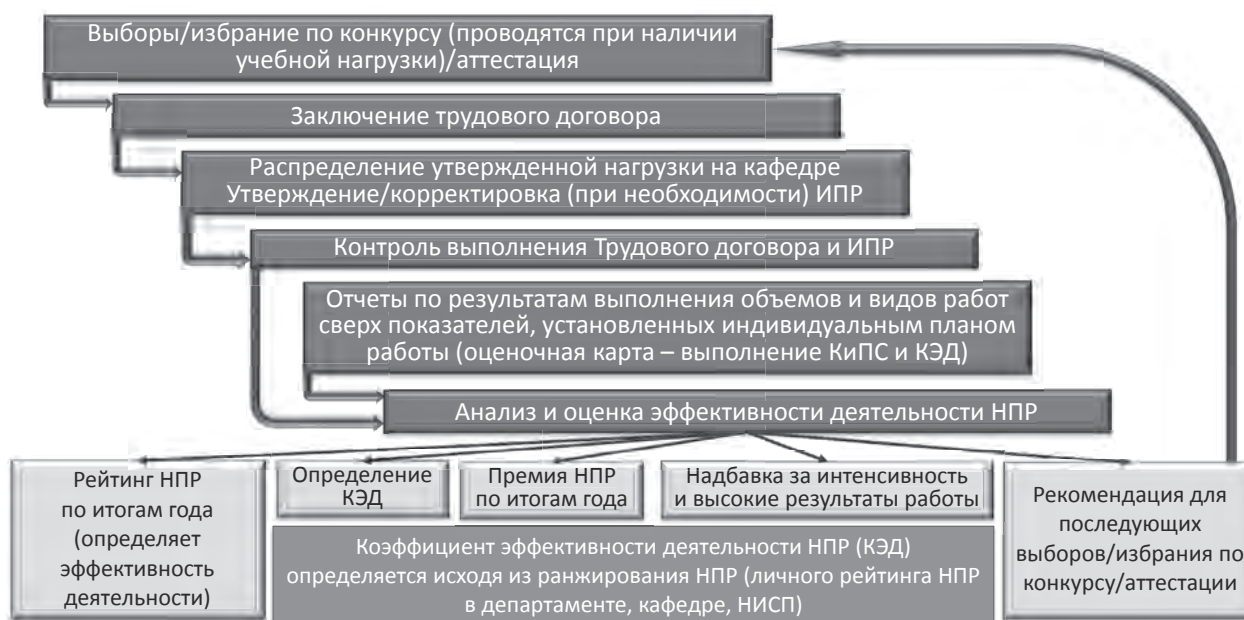 Выборы/избрание по конкурсу (проводятся при наличии
учебной нагрузки)/аттестация
Заключение трудового договора
Распределение утвержденной нагрузки на кафедре
Утверждение/корректировка (при необходимости) ИПР
Контроль выполнения Трудового договора и ИПР
Отчеты по результатам выполнения объемов и видов работ
сверх показателей, установленных индивидуальным планом
работы (оценочная карта – выполнение КиПС и КЭД)
Анализ и оценка эффективности деятельности НПР
Рейтинг НПР
по итогам года
(определяет
эффективность
деятельности)
Определение
КЭД
Премия НПР
по итогам года
Надбавка за интенсивность
и высокие результаты работы
Рекомендация для
последующих
выборов/избрания по
конкурсу/аттестации
Коэффициент эффективности деятельности НПР (КЭД)
определяется исходя из ранжирования НПР (личного рейтинга НПР
в департаменте, кафедре, НИСП)